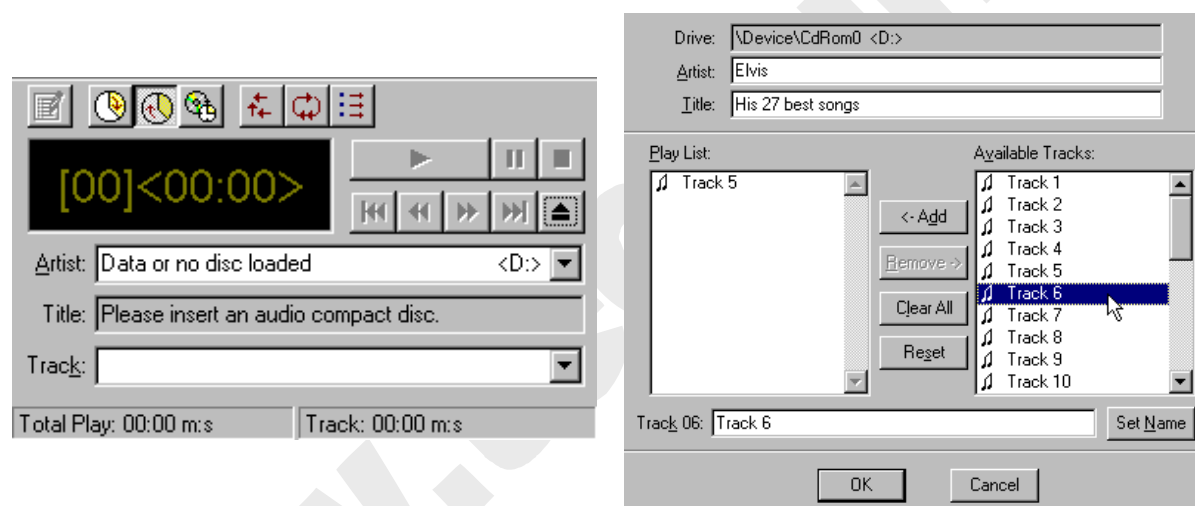 [00]<00:00>
Artist: Data or no disc loaded <D:>
Title: Please insert an audio compact disc.
Track:
Total Play: 00:00 m:s Track: 00:00 m:s
Drive: \Device\CdRom0 <D:>
Artist: Elvis
Title: His 27 best songs
Play List:
Track 5
<- Add
Remove ->
Clear All
Reset
Available Tracks:
Track 1
Track 2
Track 3
Track 4
Track 5
Track 6
Track 7
Track 8
Track 9
Track 10
Track 06: Track 6 Set Name
OK Cancel